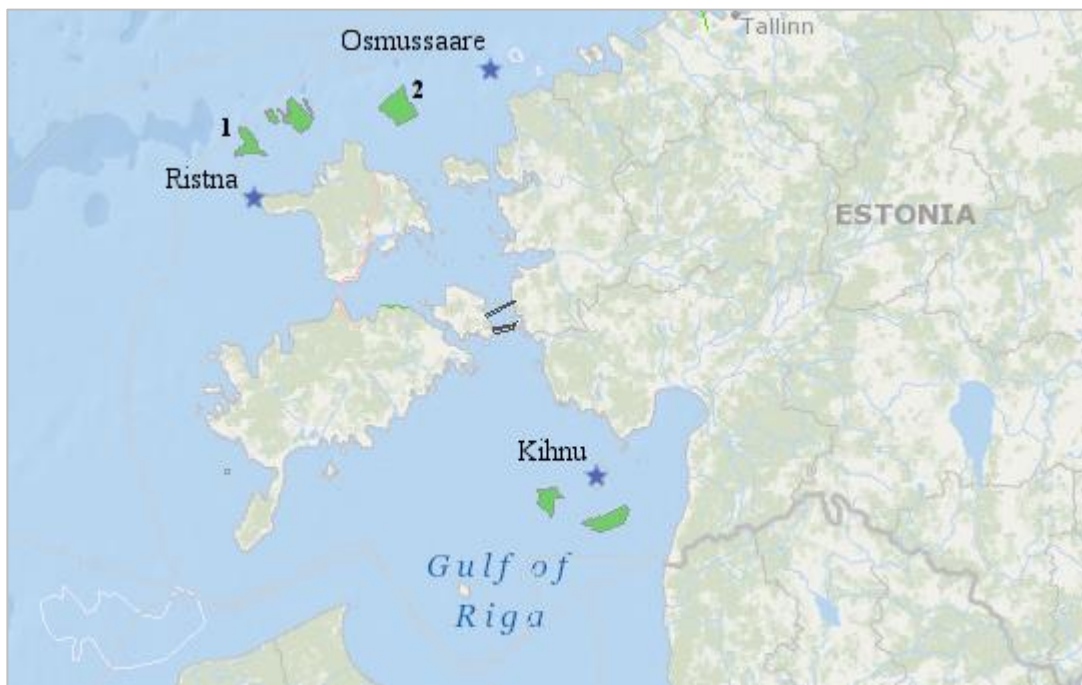 Tallinn
Osmussaare
2
1
Ristna
ESTONIA
Kihnu
Gulf of
Riga